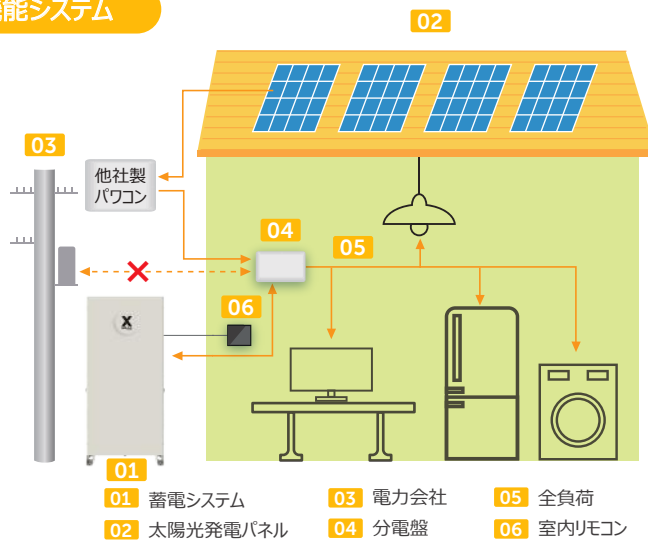 能システム
02
03
他社製
パワコン
04
05
06
X
01
01 蓄電システム
03 電力会社
05 全負荷
02 太陽光発電パネル
04 分電盤
06 室内リモコン